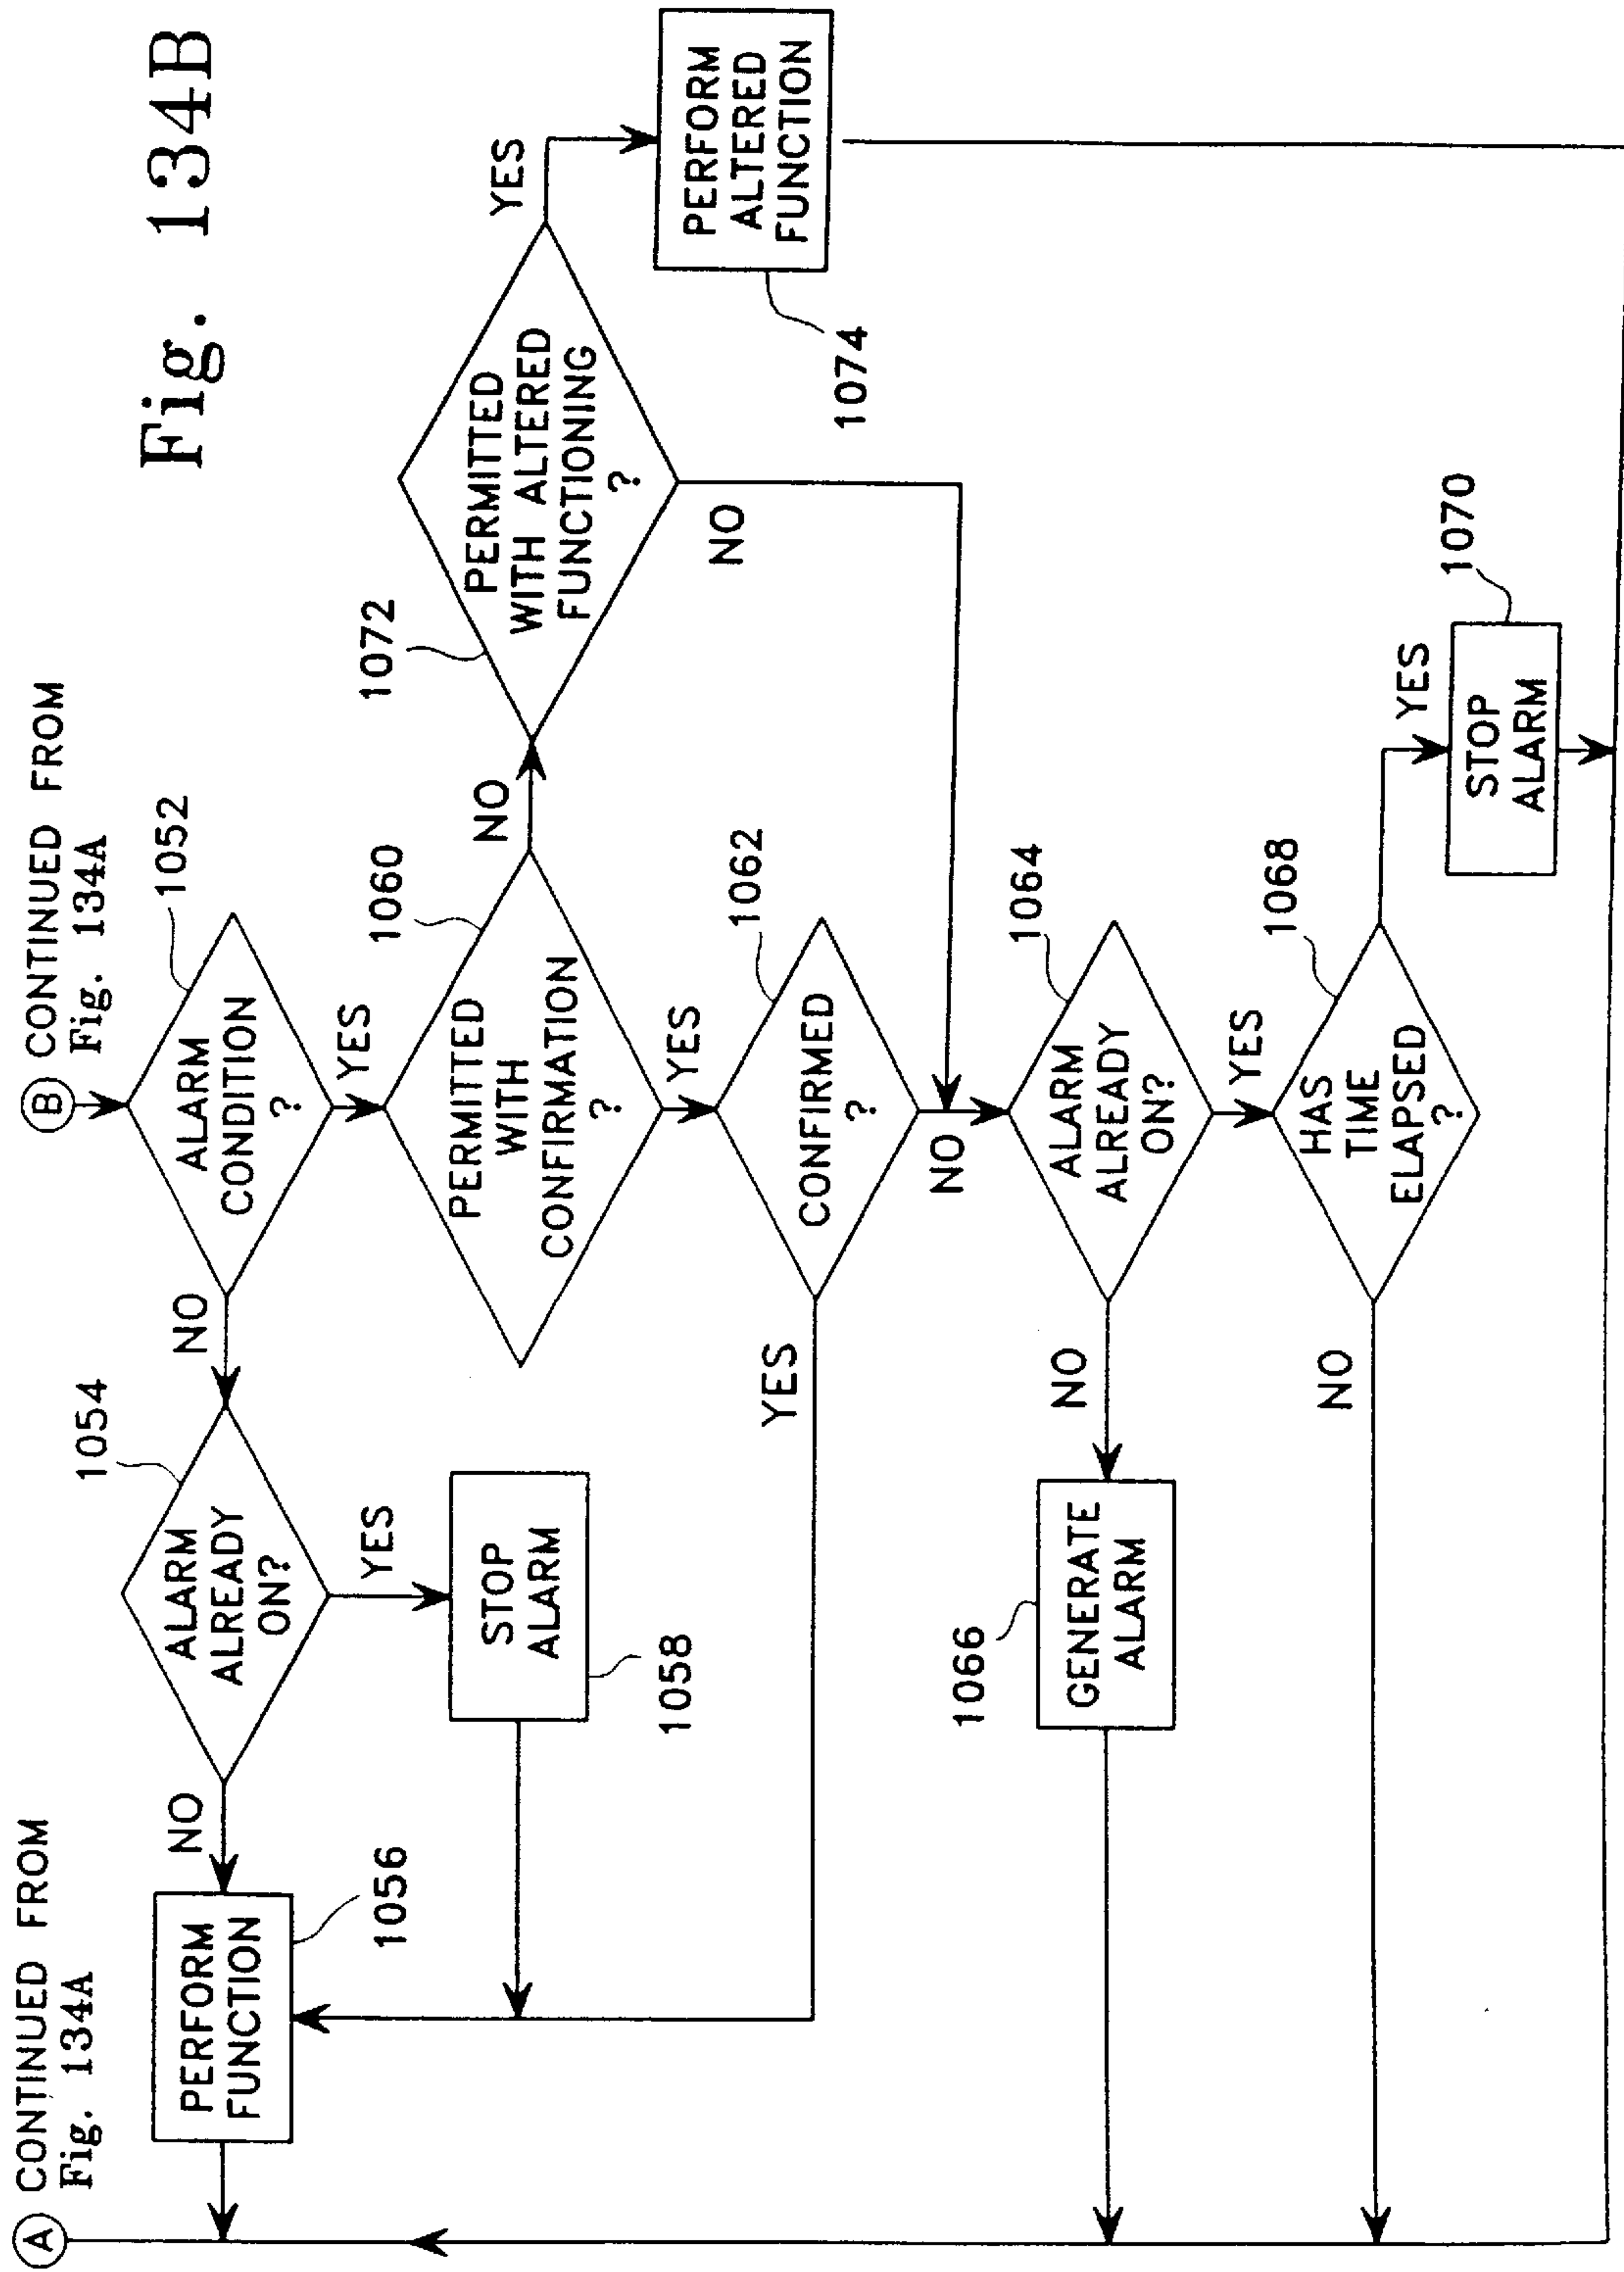 Fig. 134B
A
CONTINUED FROM
Fig. 134A
B
CONTINUED FROM
Fig. 134A
PERFORM
FUNCTION
1056
NO
ALARM
ALREADY
ON?
1054
NO
ALARM
CONDITION
?
1052
YES
STOP
ALARM
1058
YES
PERMITTED
WITH
CONFIRMATION
?
1060
NO
PERMITTED
WITH ALTERED
FUNCTIONING
?
1072
YES
PERFORM
ALTERED
FUNCTION
1074
NO
YES
YES
CONFIRMED
?
1062
NO
GENERATE
ALARM
1066
NO
ALARM
ALREADY
ON?
1064
YES
NO
HAS
TIME
ELAPSED
?
1068
YES
STOP
ALARM
1070